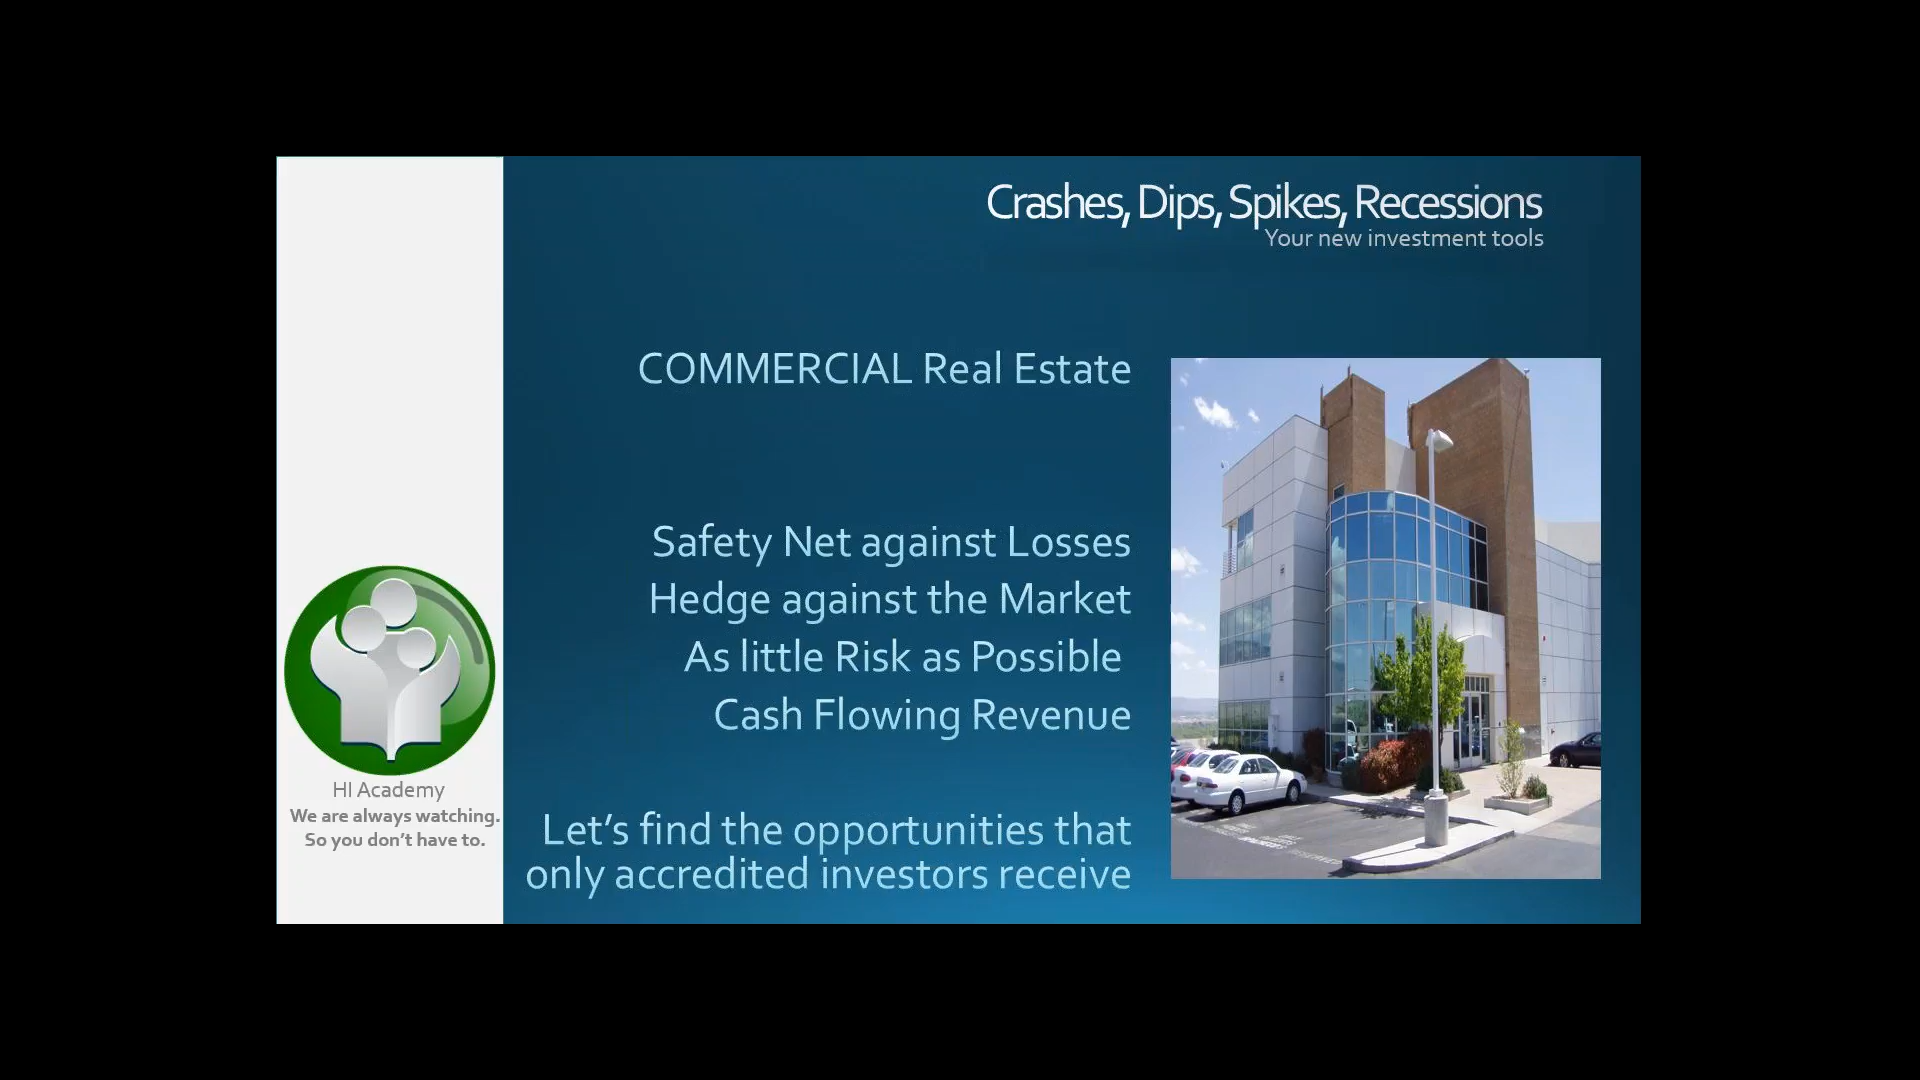 Crashes, Dips, Spikes, Recessions
Your new investment tools
COMMERCIAL Real Estate
Safety Net against Losses
Hedge against the Market
As little Risk as Possible
Cash Flowing Revenue
Let’s find the opportunities that
only accredited investors receive
HI Academy
We are always watching.
So you don’t have to.